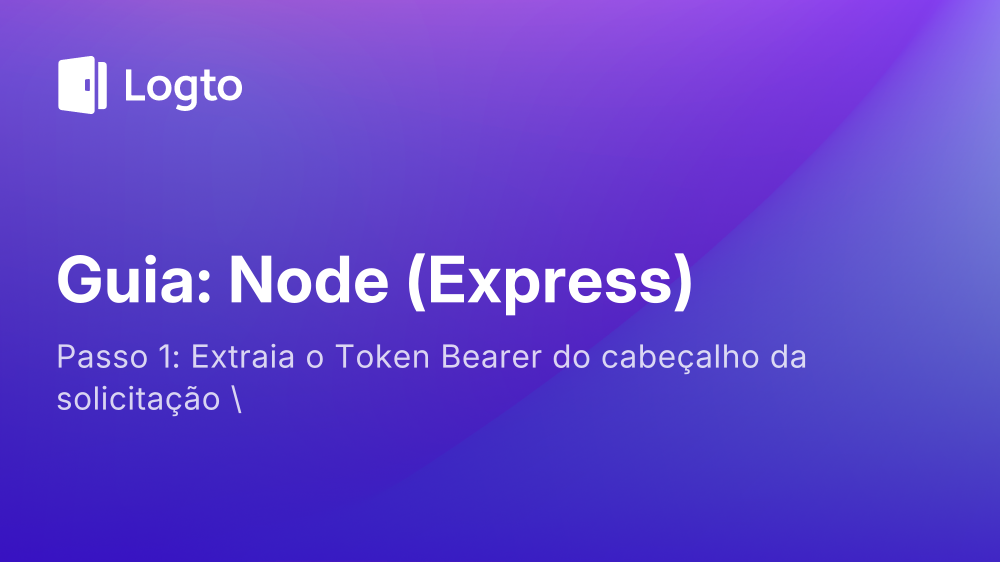 Logto
Guia: Node (Express)
Passo 1: Extraia o Token Bearer do cabeçalho da
solicitação \